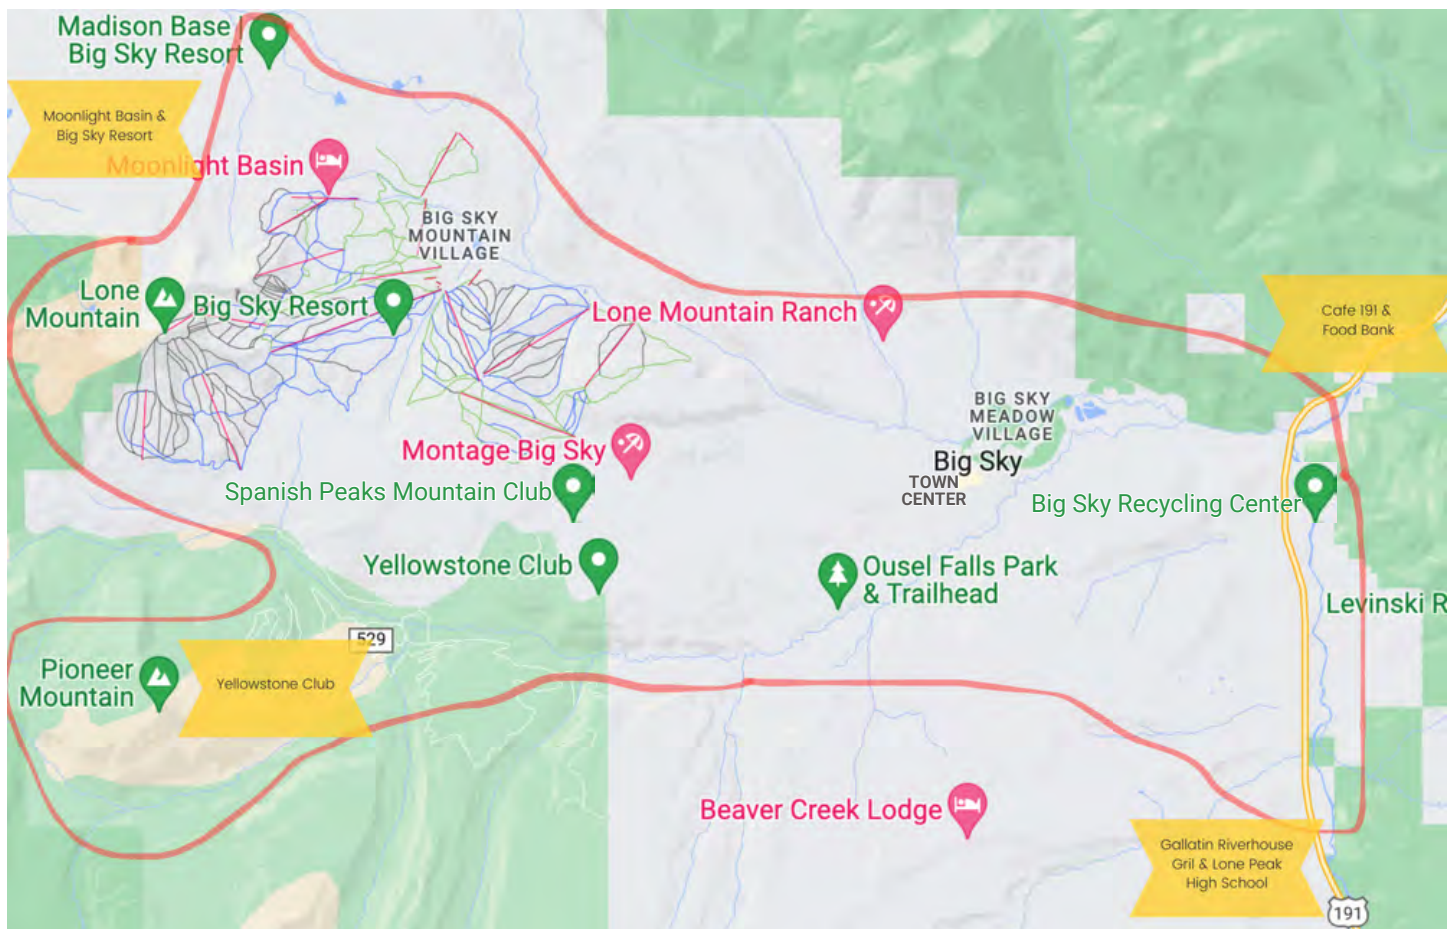 Madison Base |
Big Sky Resort
Moonlight Basin &
Big Sky Resort
Moonlight Basin
BIG SKY
MOUNTAIN
VILLAGE
Lone
Mountain
Big Sky Resort
Lone Mountain Ranch
Cafe 191 &
Food Bank
BIG SKY
MEADOW
VILLAGE
Big Sky
TOWN
CENTER
Montage Big Sky
Spanish Peaks Mountain Club
Big Sky Recycling Center
Yellowstone Club
Ousel Falls Park
& Trailhead
Levinski R
529
Pioneer
Mountain
Yellowstone Club
Beaver Creek Lodge
Gallatin Riverhouse
Gril & Lone Peak
High School
191